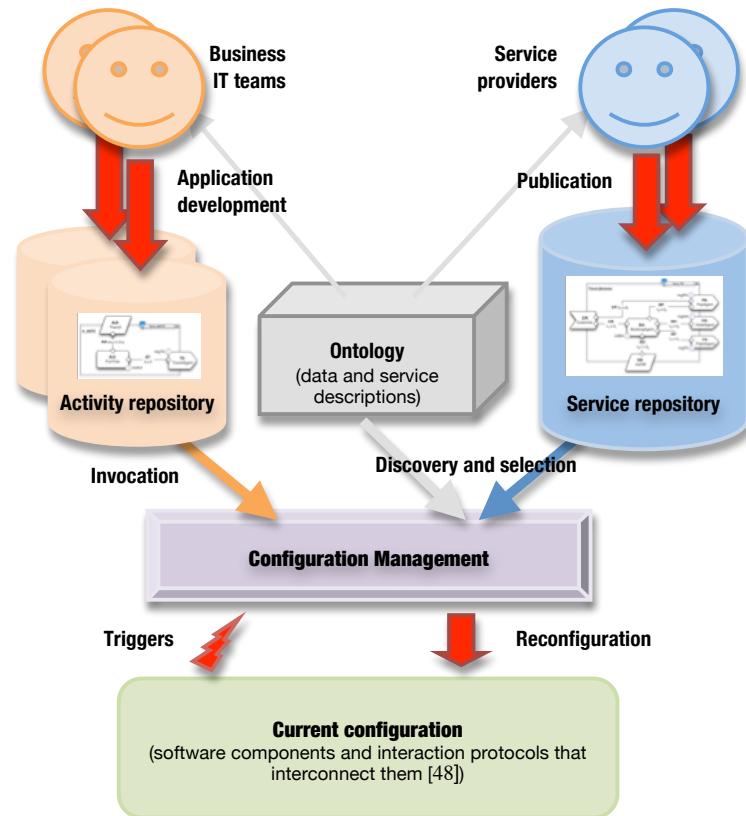 Business
IT teams
Service
providers
Application
development
Publication
Ontology
(data and service
descriptions)
Activity repository
Service repository
Invocation
Discovery and selection
Configuration Management
Triggers
Reconfiguration
Current configuration
(software components and interaction protocols that
interconnect them [48])